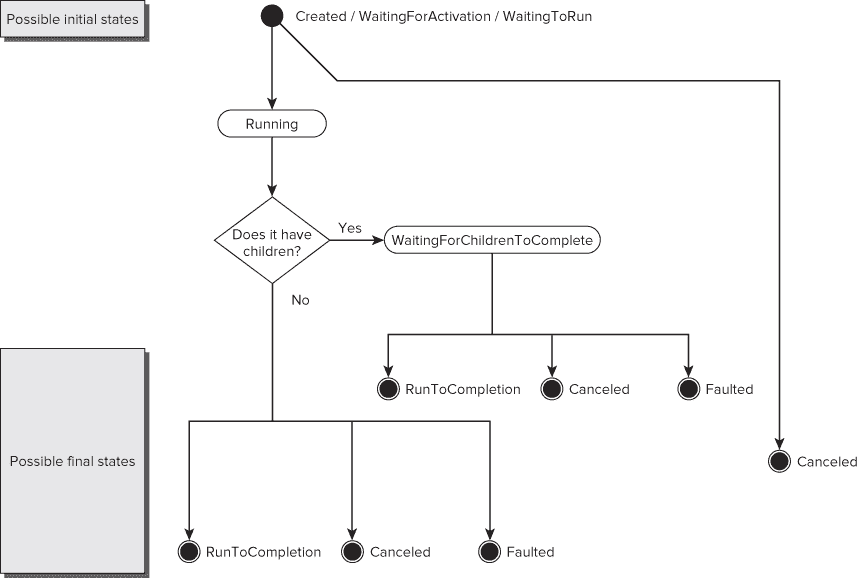 Possible initial states
Created / WaitingForActivation / WaitingToRun
Running
Does it have
children?
Yes
WaitingForChildrenToComplete
No
RunToCompletion
Canceled
Faulted
Possible final states
Canceled
RunToCompletion
Canceled
Faulted